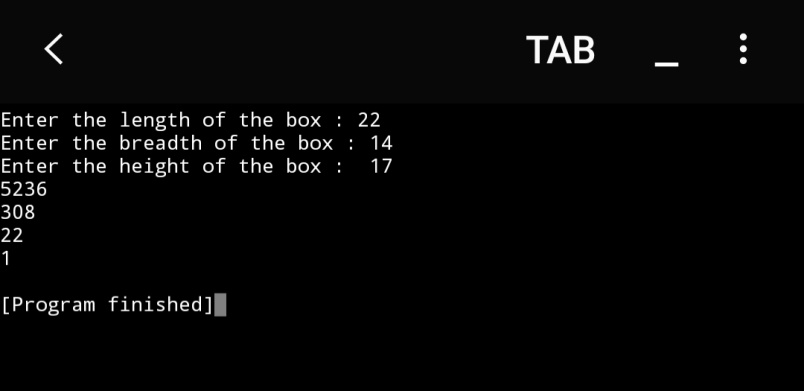 TAB _
Enter the length of the box : 22
Enter the breadth of the box : 14
Enter the height of the box :  17
5236
308
22
1
[Program finished]